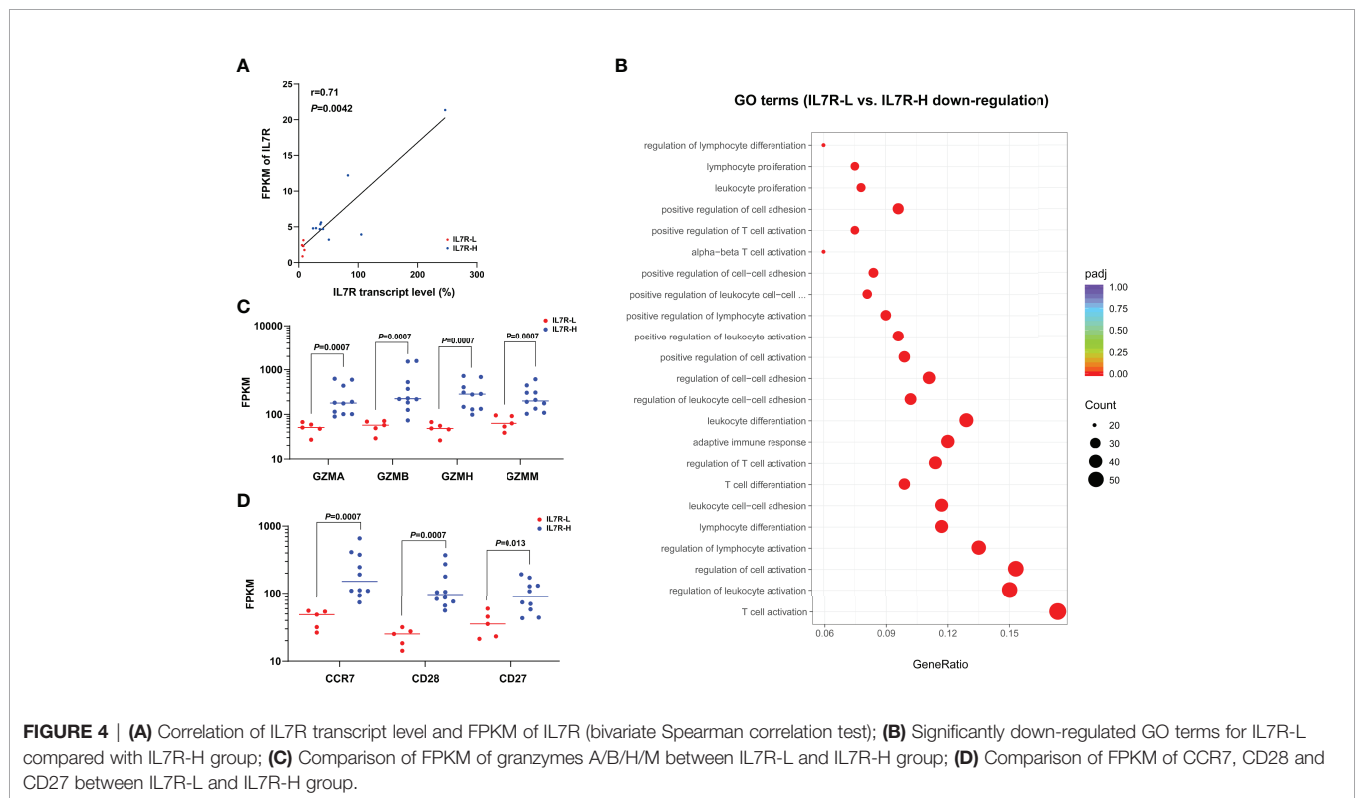 A
r=0.71
P=0.0042
25
20
15
10
5
0
FPKM of IL7R
0 100 200 300
IL7R transcript level (%)
IL7R-L
IL7R-H
B
GO terms (IL7R-L vs. IL7R-H down-regulation)
regulation of lymphocyte differentiation
lymphocyte proliferation
leukocyte proliferation
positive regulation of cell adhesion
positive regulation of T cell activation
alpha-beta T cell activation
positive regulation of cell-cell adhesion
positive regulation of leukocyte cell-cell ...
positive regulation of lymphocyte activation
positive regulation of leukocyte activation
positive regulation of cell activation
regulation of cell-cell adhesion
regulation of leukocyte cell-cell adhesion
leukocyte differentiation
adaptive immune response
regulation of T cell activation
T cell differentiation
leukocyte cell-cell adhesion
lymphocyte differentiation
regulation of lymphocyte activation
regulation of cell activation
regulation of leukocyte activation
T cell activation
0.06 0.09 0.12 0.15
GeneRatio
padj
1.00
0.75
0.50
0.25
0.00
Count
20
30
40
50
C
IL7R-L
IL7R-H
10000
1000
100
10
FPKM
P=0.0007
P=0.0007
P=0.0007
P=0.0007
GZMA GZMB GZMH GZMM
D
IL7R-L
IL7R-H
1000
100
10
FPKM
P=0.0007
P=0.0007
P=0.013
CCR7 CD28 CD27
FIGURE 4 | (A) Correlation of IL7R transcript level and FPKM of IL7R (bivariate Spearman correlation test); (B) Significantly down-regulated GO terms for IL7R-L
compared with IL7R-H group; (C) Comparison of FPKM of granzymes A/B/H/M between IL7R-L and IL7R-H group; (D) Comparison of FPKM of CCR7, CD28 and
CD27 between IL7R-L and IL7R-H group.